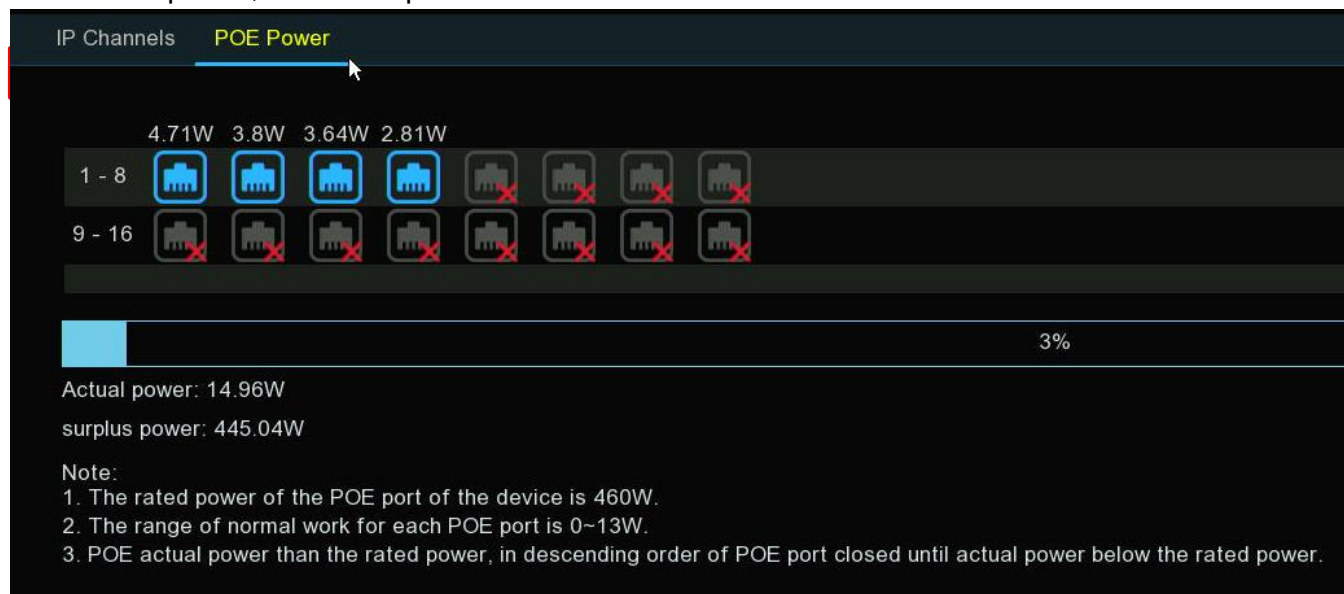 IP Channels POE Power
4.71W 3.8W 3.64W 2.81W
1 - 8
9 - 16
3%
Actual power: 14.96W
surplus power: 445.04W
Note:
1. The rated power of the POE port of the device is 460W.
2. The range of normal work for each POE port is 0~13W.
3. POE actual power than the rated power, in descending order of POE port closed until actual power below the rated power.